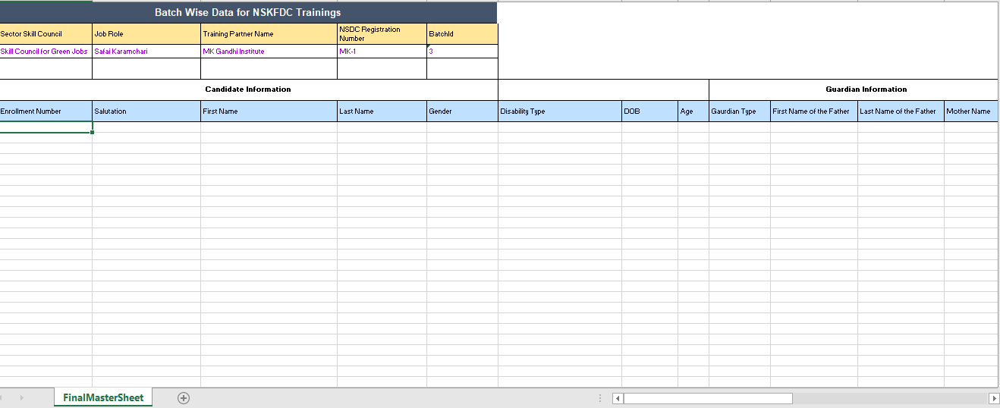 Batch Wise Data for NSKFDC Trainings
Sector Skill Council Job Role Training Partner Name NSDC Registration Number BatchId
Skill Council for Green Jobs Safai Karamchari MK Gandhi Institute MK-1 3
Candidate Information Guardian Information
Enrollment Number Salutation First Name Last Name Gender Disability Type DOB Age Gaurdian Type First Name of the Father Last Name of the Father Mother Name
FinalMasterSheet